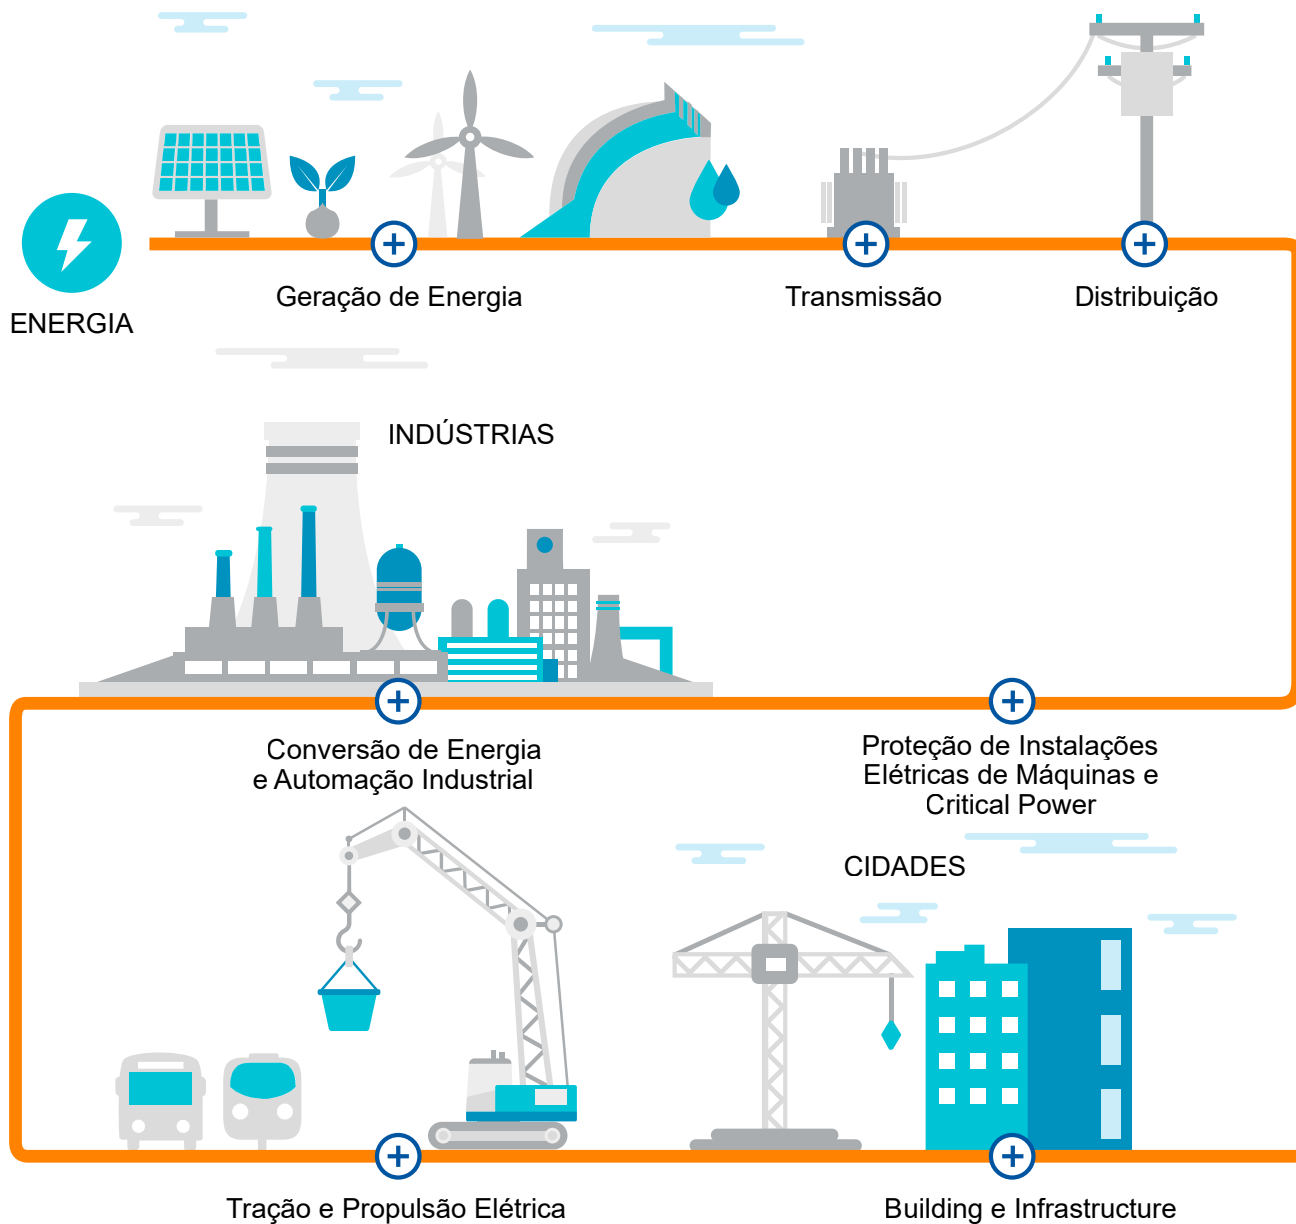 ENERGIA
Geração de Energia
Transmissão
Distribuição
INDÚSTRIAS
Conversão de Energia
e Automação Industrial
Proteção de Instalações
Elétricas de Máquinas e
Critical Power
CIDADES
Tração e Propulsão Elétrica
Building e Infrastructure